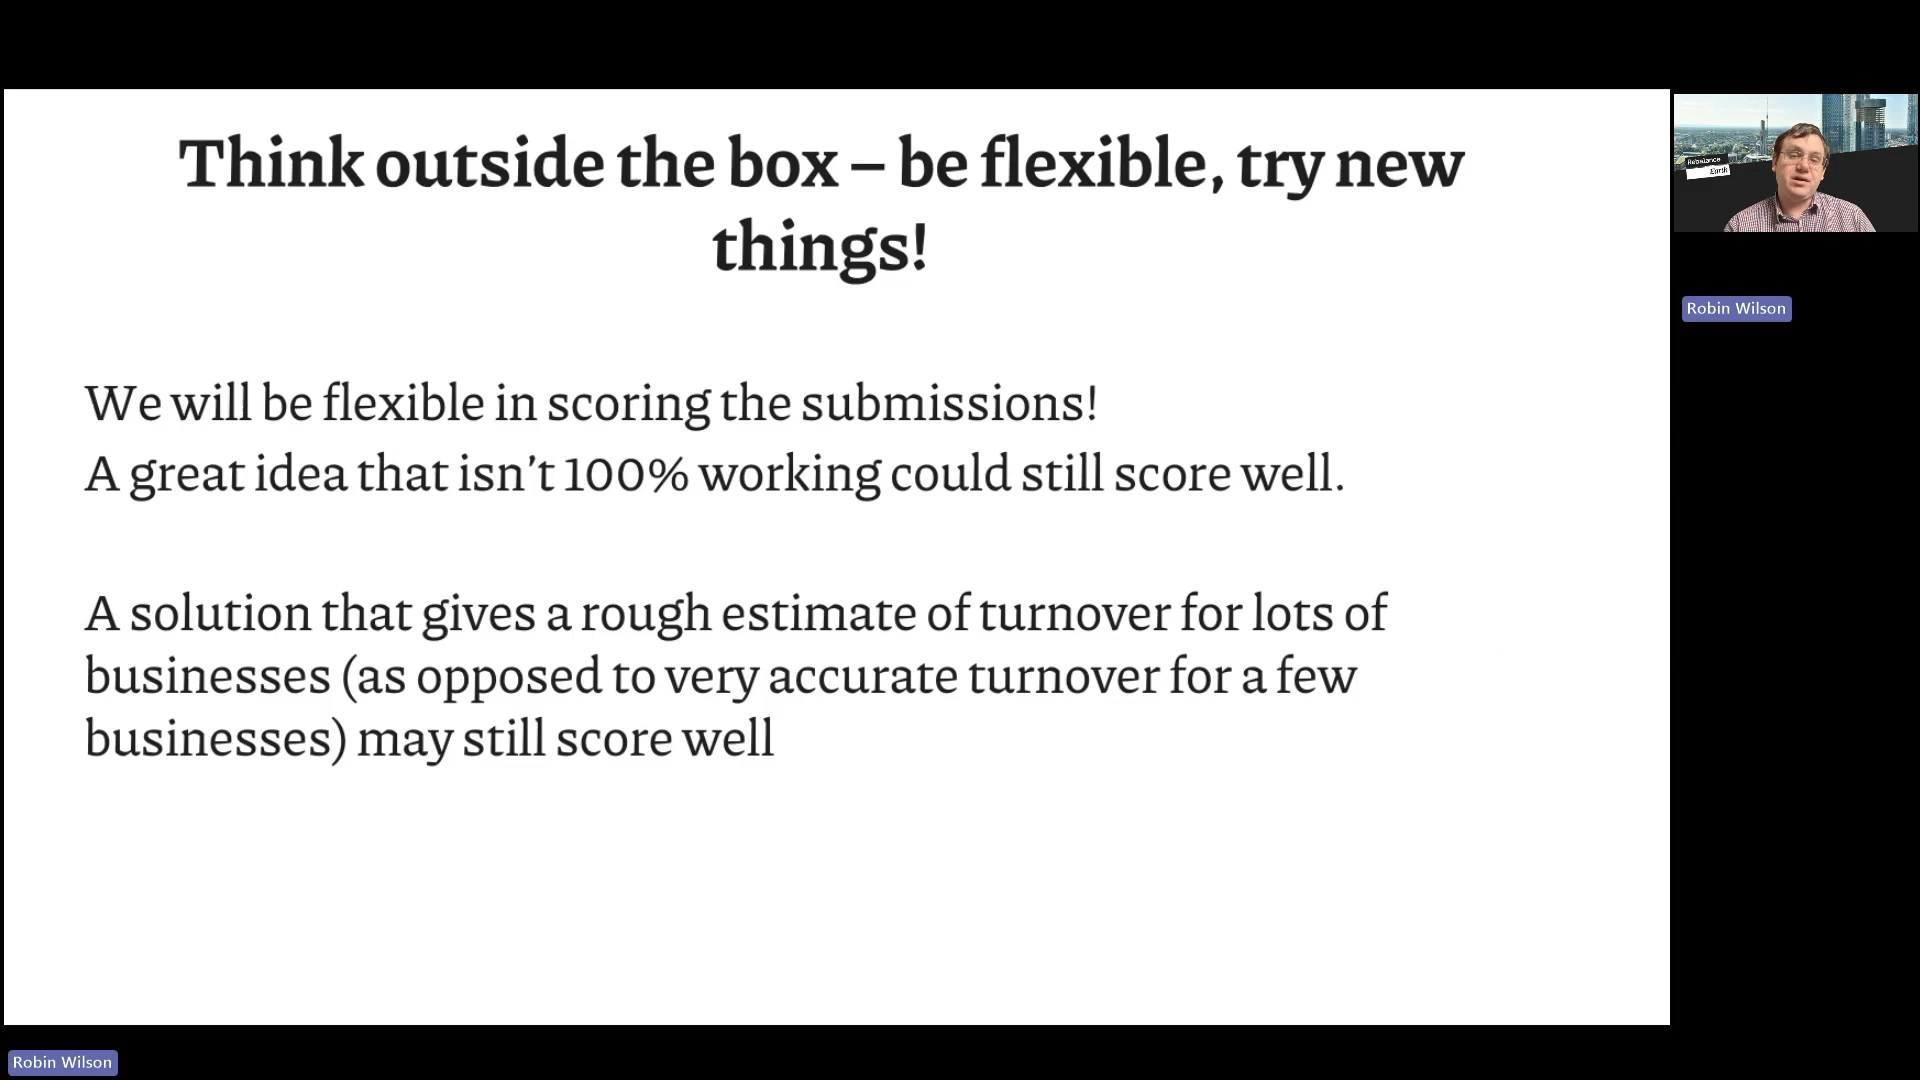 Think outside the box – be flexible, try new
things!
We will be flexible in scoring the submissions!
A great idea that isn’t 100% working could still score well.
A solution that gives a rough estimate of turnover for lots of
businesses (as opposed to very accurate turnover for a few
businesses) may still score well
Rebalance
Earth
Robin Wilson
Robin Wilson